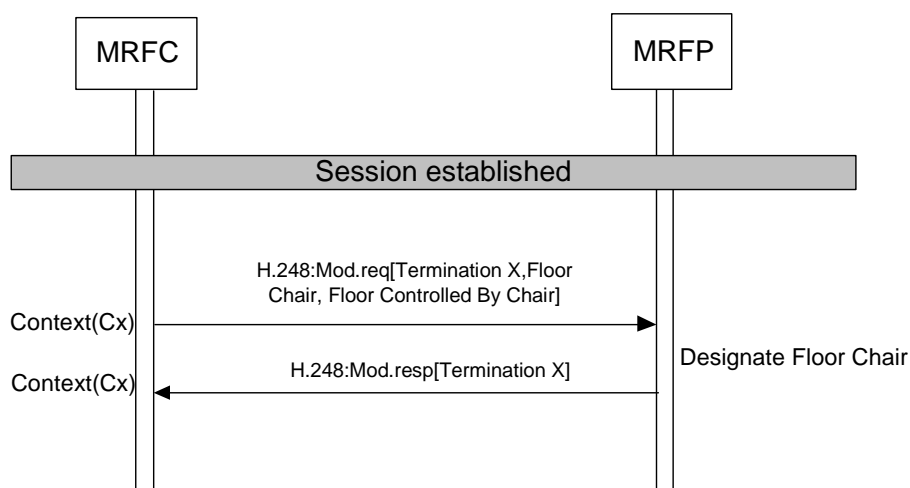 MRFC
MRFP
Session established
H.248:Mod.req[Termination X,Floor
Chair, Floor Controlled By Chair]
Context(Cx)
Designate Floor Chair
H.248:Mod.resp[Termination X]
Context(Cx)